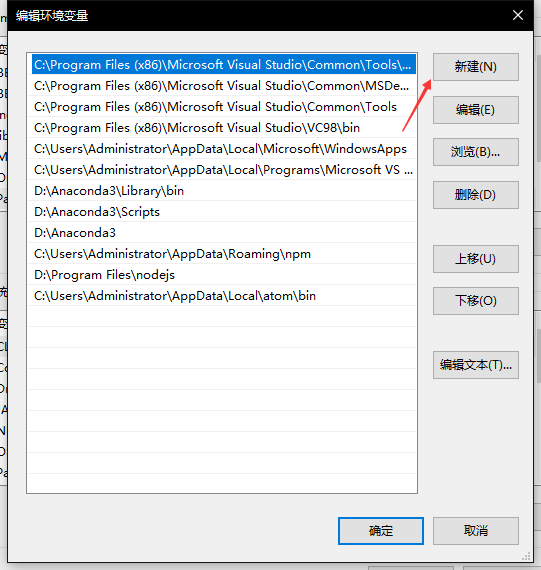 编辑环境变量
C:\Program Files (x86)\Microsoft Visual Studio\Common\Tools\...
C:\Program Files (x86)\Microsoft Visual Studio\Common\MSDe...
C:\Program Files (x86)\Microsoft Visual Studio\Common\Tools
C:\Program Files (x86)\Microsoft Visual Studio\VC98\bin
C:\Users\Administrator\AppData\Local\Microsoft\WindowsApps
C:\Users\Administrator\AppData\Local\Programs\Microsoft VS ...
D:\Anaconda3\Library\bin
D:\Anaconda3\Scripts
D:\Anaconda3
C:\Users\Administrator\AppData\Roaming\npm
D:\Program Files\nodejs
C:\Users\Administrator\AppData\Local\atom\bin
新建(N)
编辑(E)
浏览(B)...
删除(D)
上移(U)
下移(O)
编辑文本(T)...
确定
取消